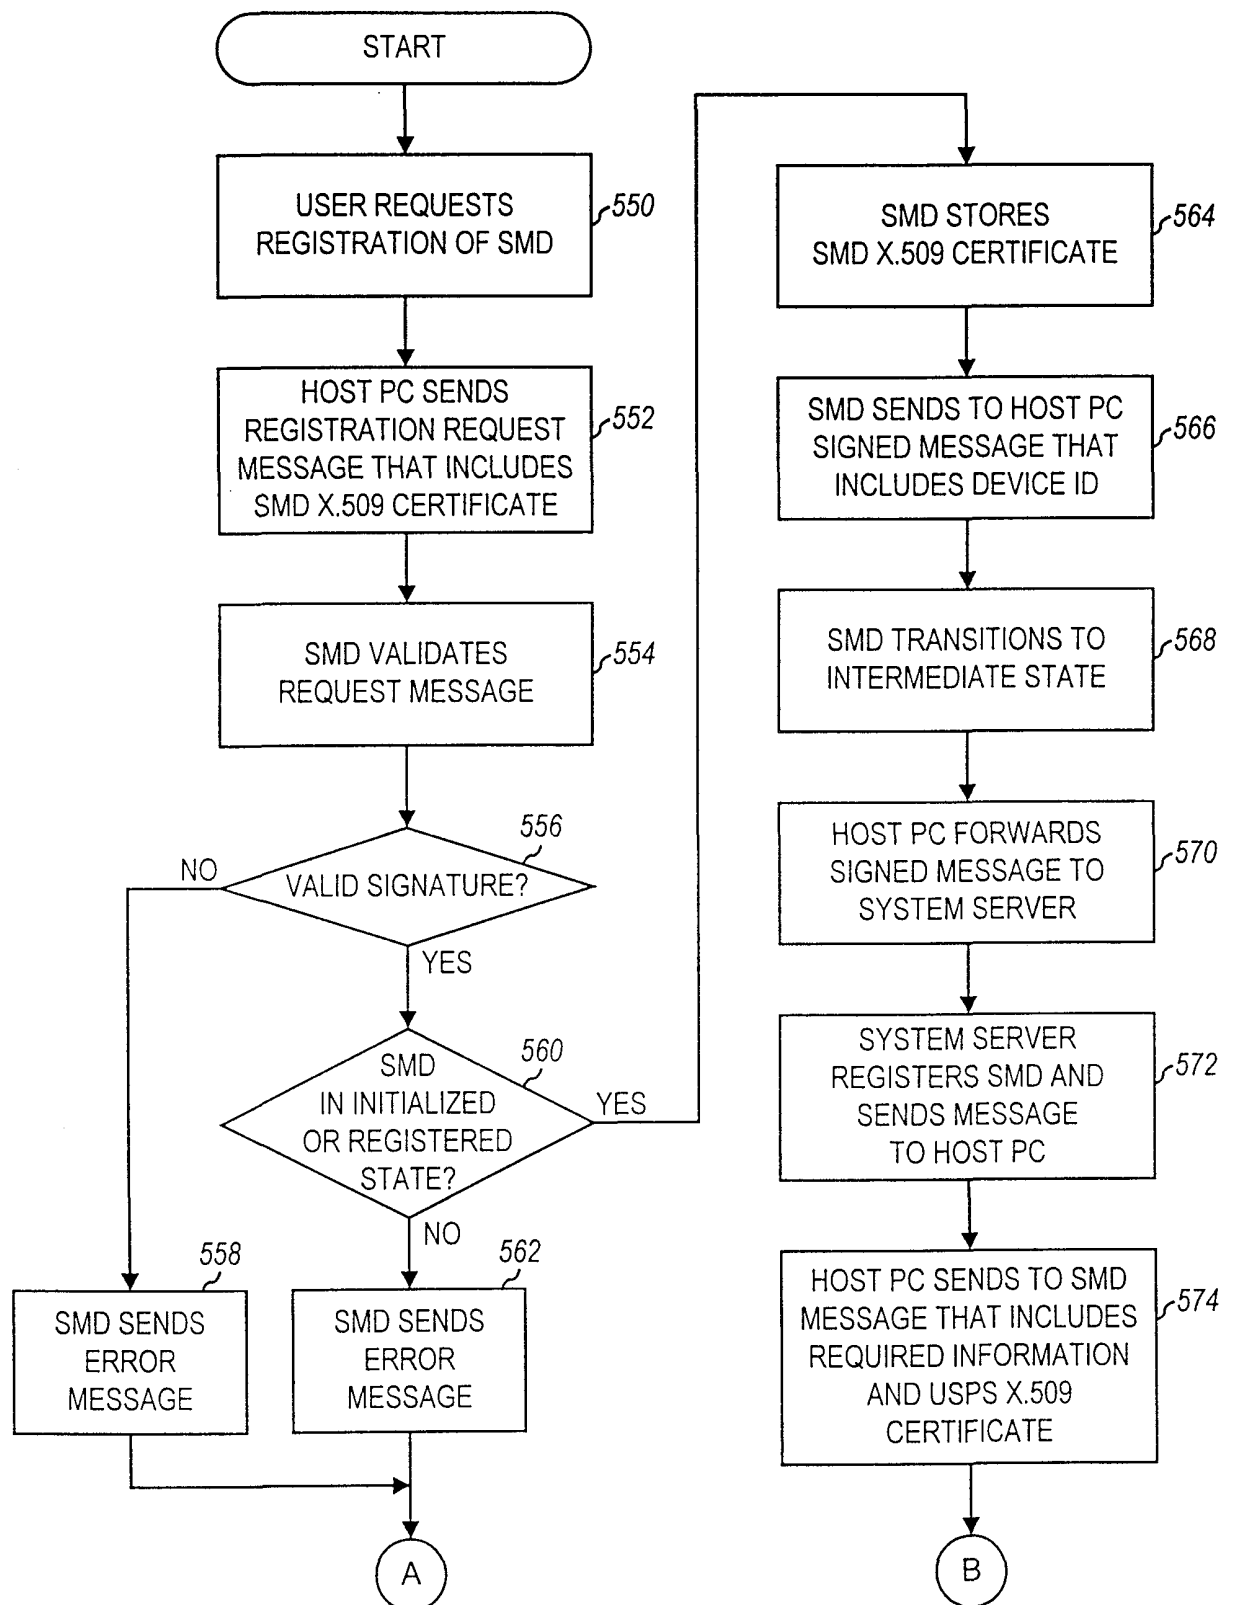 START
USER REQUESTS
REGISTRATION OF SMD
550
HOST PC SENDS
REGISTRATION REQUEST
MESSAGE THAT INCLUDES
SMD X.509 CERTIFICATE
552
SMD VALIDATES
REQUEST MESSAGE
554
556
NO
VALID SIGNATURE?
YES
560
SMD
IN INITIALIZED
OR REGISTERED
STATE?
YES
NO
558
SMD SENDS
ERROR
MESSAGE
562
SMD SENDS
ERROR
MESSAGE
A
SMD STORES
SMD X.509 CERTIFICATE
564
SMD SENDS TO HOST PC
SIGNED MESSAGE THAT
INCLUDES DEVICE ID
566
SMD TRANSITIONS TO
INTERMEDIATE STATE
568
HOST PC FORWARDS
SIGNED MESSAGE TO
SYSTEM SERVER
570
SYSTEM SERVER
REGISTERS SMD AND
SENDS MESSAGE
TO HOST PC
572
HOST PC SENDS TO SMD
MESSAGE THAT INCLUDES
REQUIRED INFORMATION
AND USPS X.509
CERTIFICATE
574
B